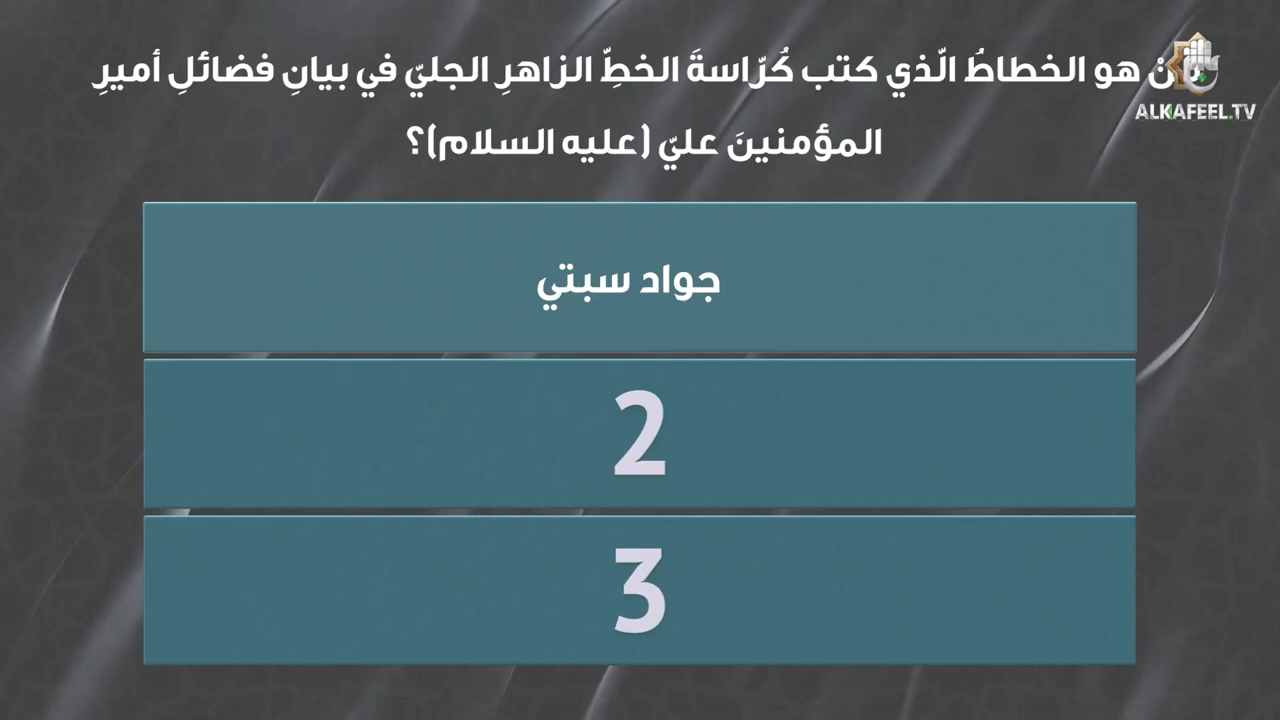 هو الخطاطُ الّذي كتب كُرّاسةَ الخطِّ الزاهرِ الجليّ في بيانِ فضائلِ أميرِ
المؤمنينَ عليّ (عليه السلام)؟
ALKAFEEL.TV
جواد سبتي
2
3